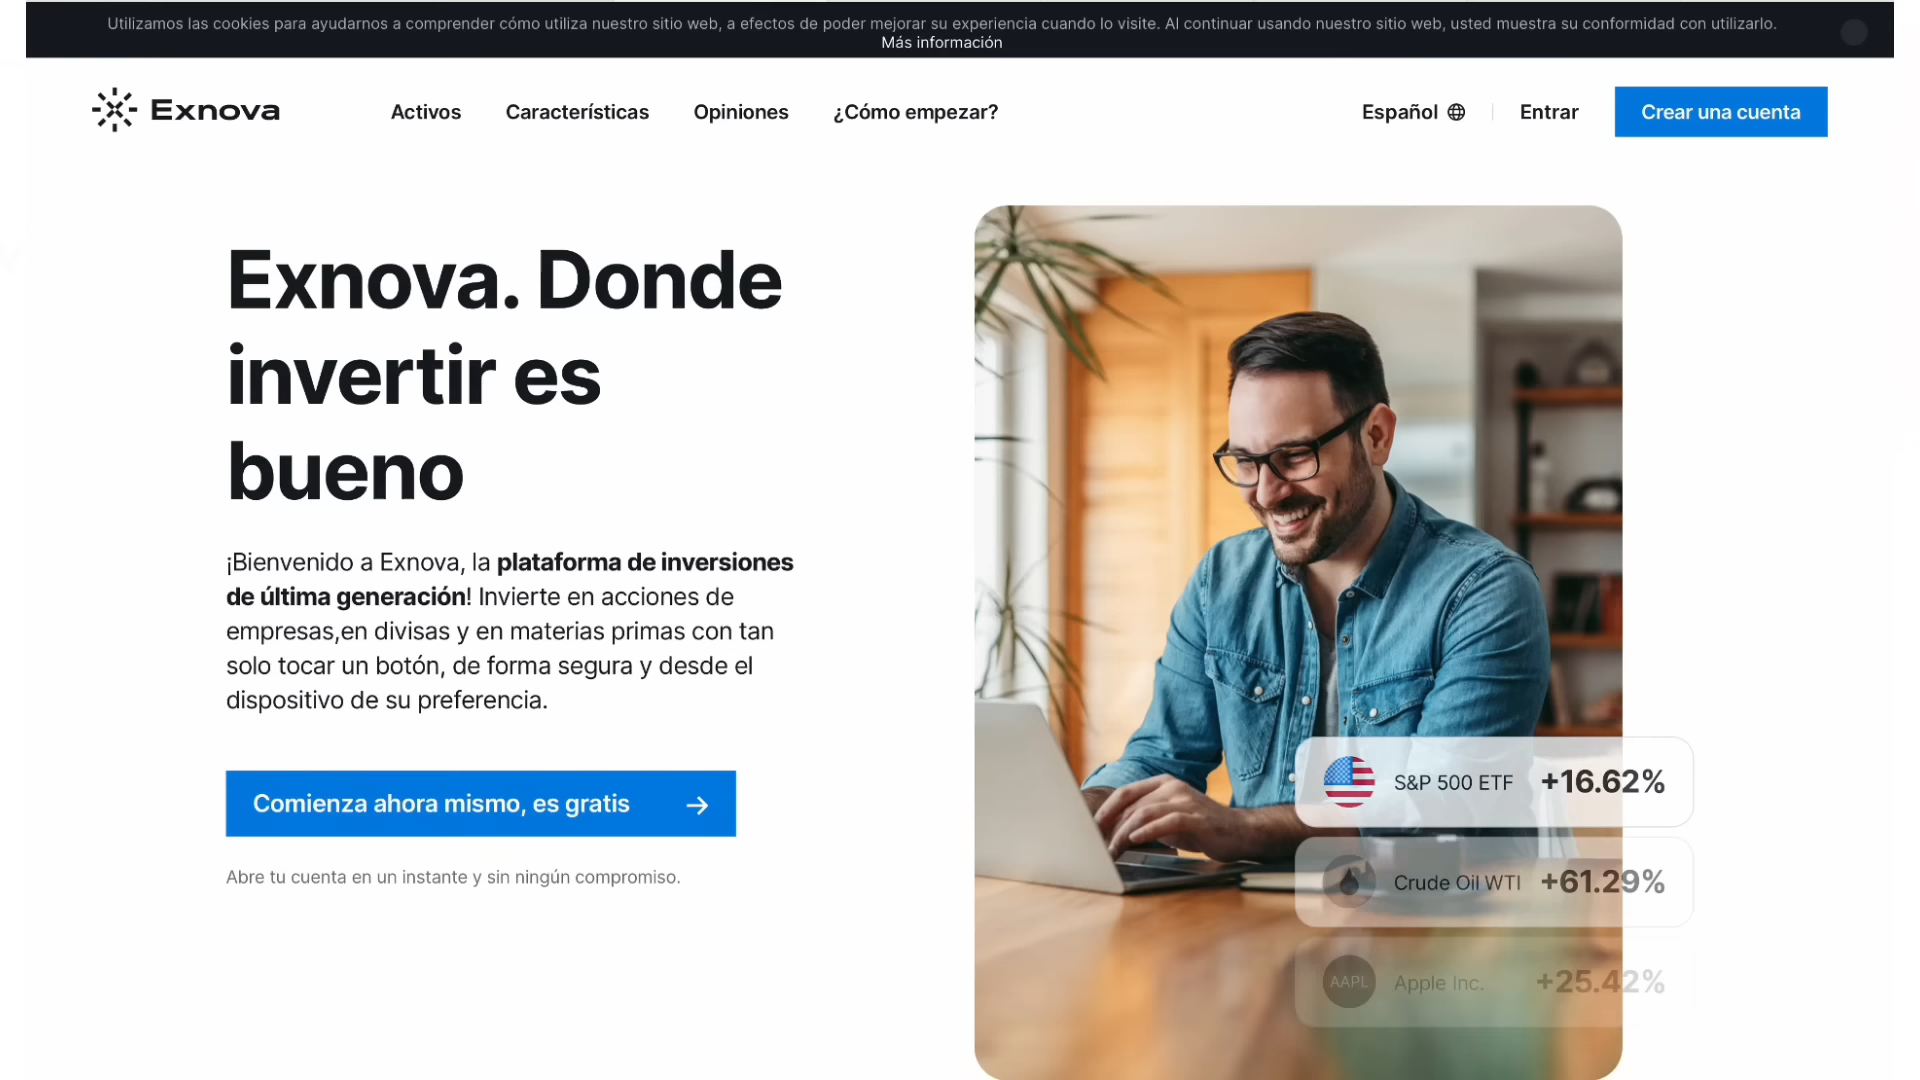 Utilizamos las cookies para ayudarnos a comprender cómo utiliza nuestro sitio web, a efectos de poder mejorar su experiencia cuando lo visite. Al continuar usando nuestro sitio web, usted muestra su conformidad con utilizarlo.
Más información
Exnova
Activos
Características
Opiniones
¿Cómo empezar?
Español
Entrar
Crear una cuenta
Exnova. Donde
invertir es
bueno
¡Bienvenido a Exnova, la plataforma de inversiones
de última generación! Invierte en acciones de
empresas,en divisas y en materias primas con tan
solo tocar un botón, de forma segura y desde el
dispositivo de su preferencia.
Comienza ahora mismo, es gratis
Abre tu cuenta en un instante y sin ningún compromiso.
S&P 500 ETF +16.62%
Crude Oil WTI +61.29%
AAPL Apple Inc. +25.42%